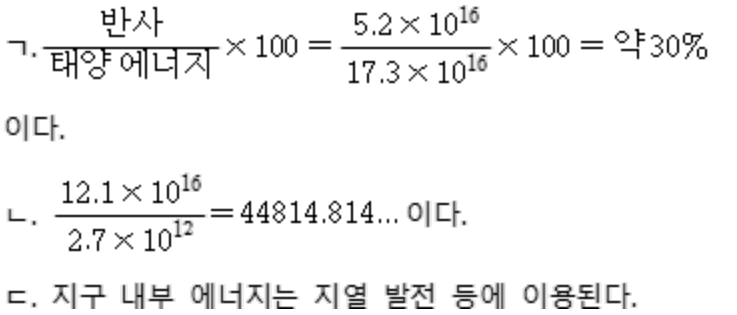 ㄱ. 반사/태양 에너지 × 100 = 5.2 × 10^16/17.3 × 10^16 × 100 = 약 30%
이다.
ㄴ. 12.1 × 10^16/2.7 × 10^12 = 44814.814... 이다.
ㄷ. 지구 내부 에너지는 지열 발전 등에 이용된다.